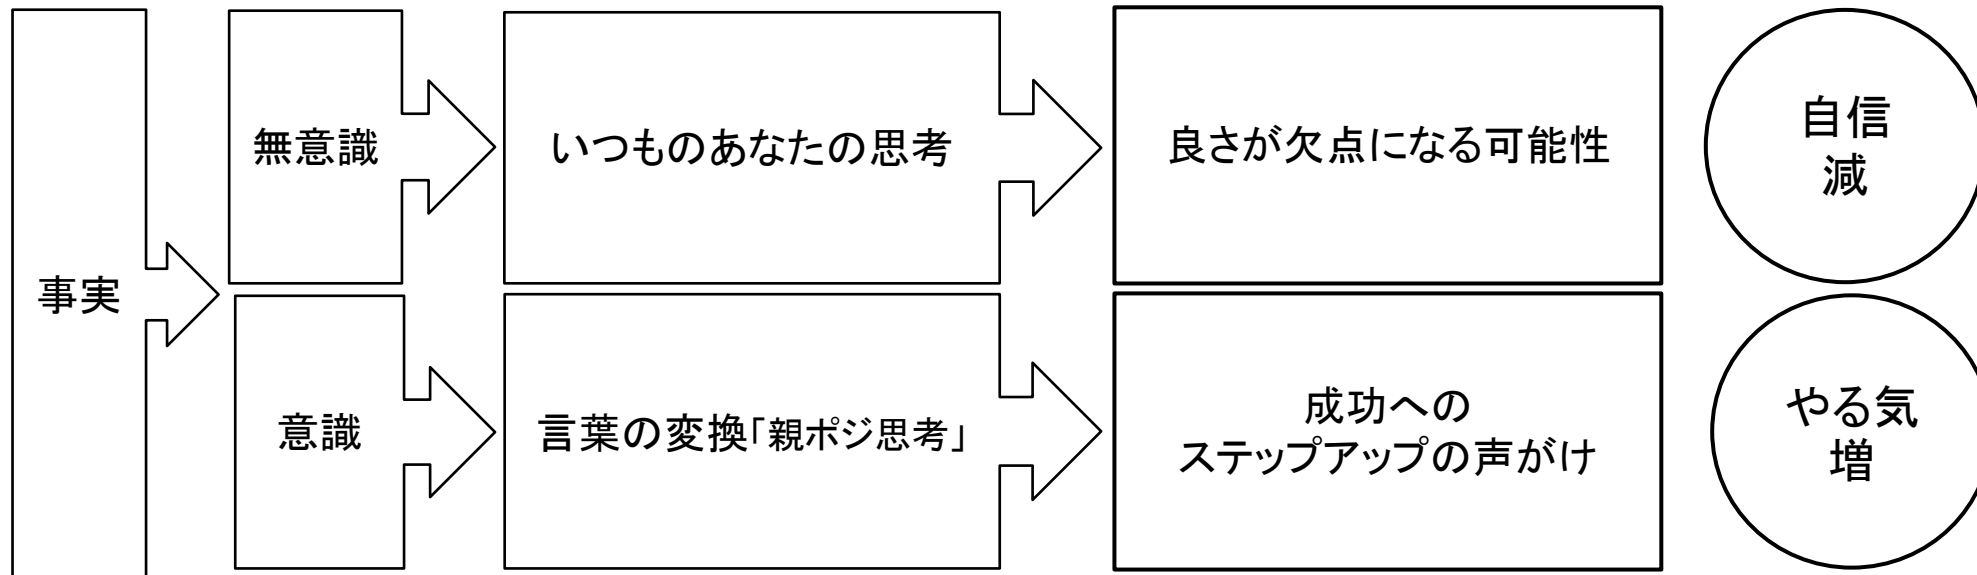 事実
無意識
いつものあなたの思考
良さが欠点になる可能性
自信
減
意識
言葉の変換「親ポジ思考」
成功への
ステップアップの声がけ
やる気
増